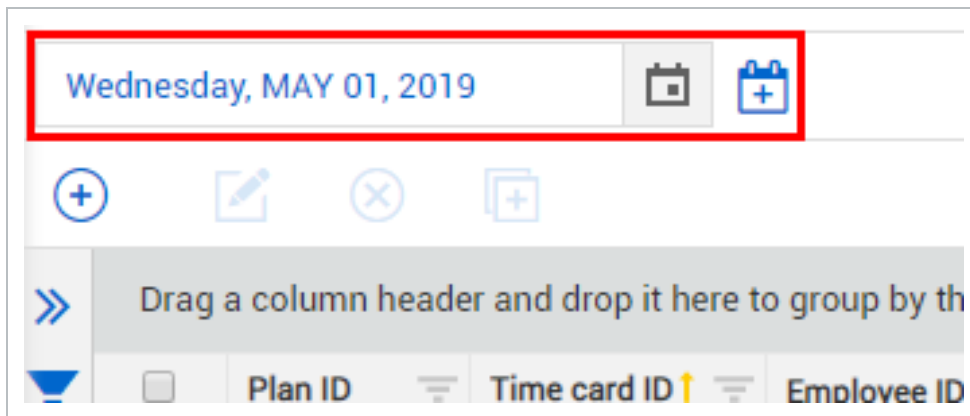 Wednesday, MAY 01, 2019
Drag a column header and drop it here to group by th
Plan ID Time card ID Employee ID